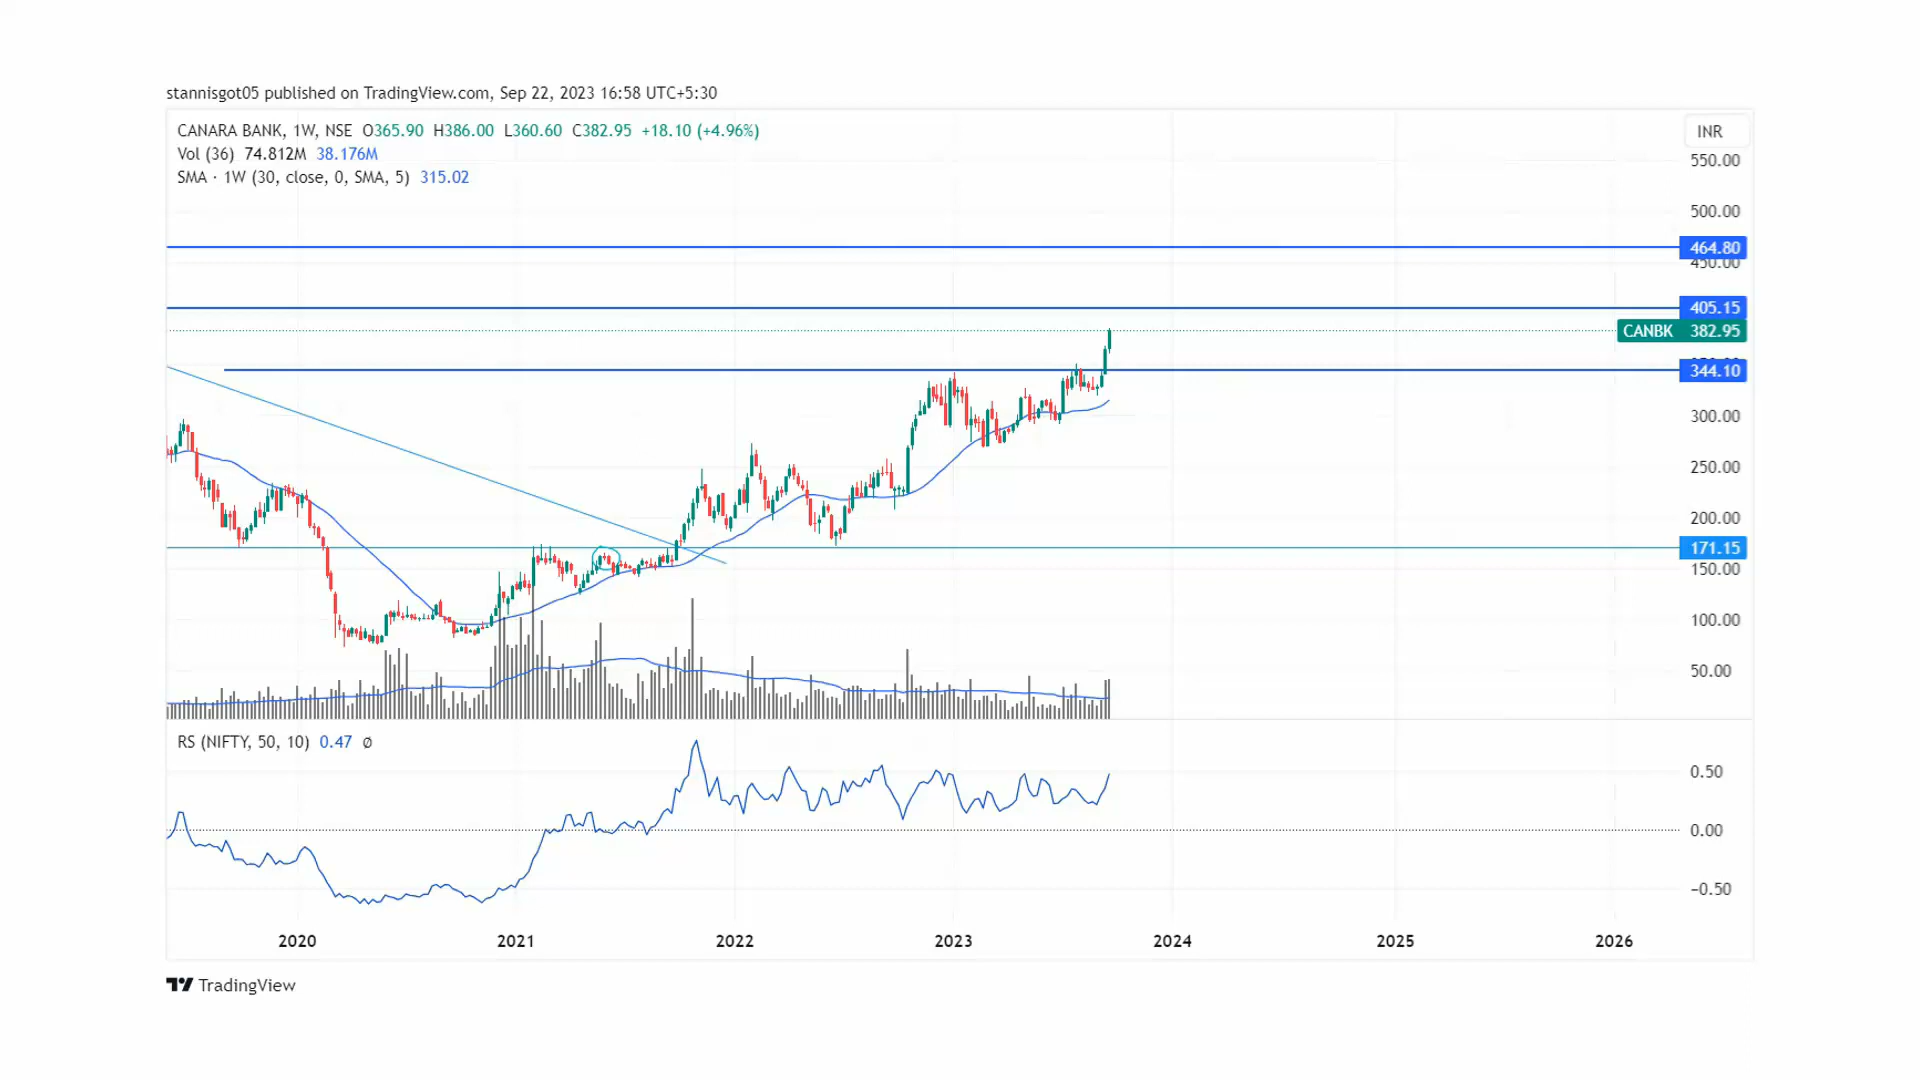 stannisgot05 published on TradingView.com, Sep 22, 2023 16:58 UTC+5:30
CANARA BANK, 1W, NSE O365.90 H386.00 L360.60 C382.95 +18.10 (+4.96%)
INR
Vol (36) 74.812M 38.176M
550.00
SMA · 1W (30, close, 0, SMA, 5) 315.02
500.00
464.80
450.00
405.15
CANBK 382.95
344.10
300.00
250.00
200.00
171.15
150.00
100.00
50.00
RS (NIFTY, 50, 10) 0.47 ∅
0.50
0.00
−0.50
2020 2021 2022 2023 2024 2025 2026
TradingView